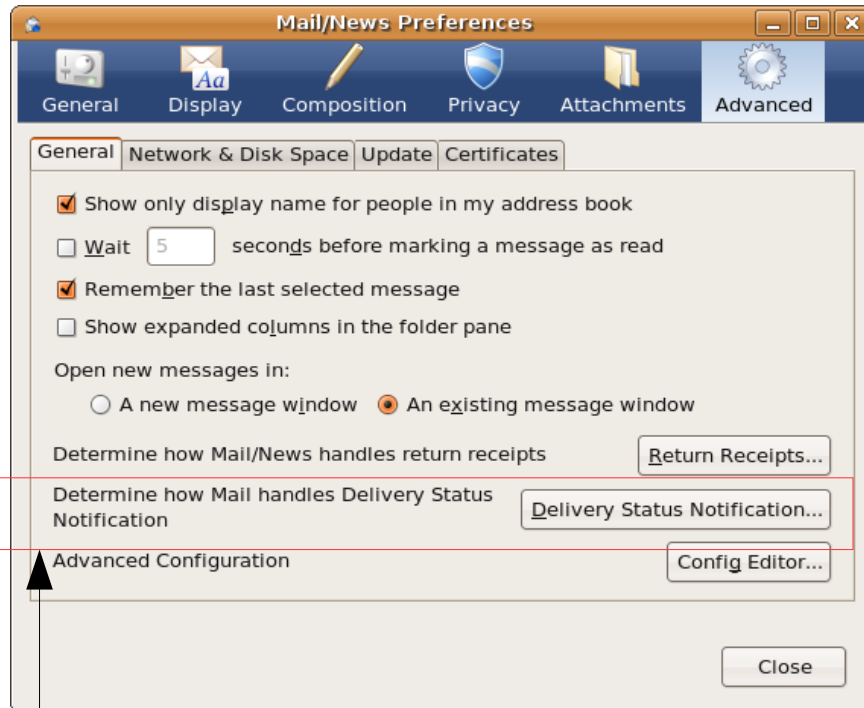 Mail/News Preferences
Aa
General Display Composition Privacy Attachments Advanced
General Network & Disk Space Update Certificates
Show only display name for people in my address book
Wait 5 seconds before marking a message as read
Remember the last selected message
Show expanded columns in the folder pane
Open new messages in:
A new message window An existing message window
Determine how Mail/News handles return receipts Return Receipts...
Determine how Mail handles Delivery Status
Notification Delivery Status Notification...
Advanced Configuration Config Editor...
Close